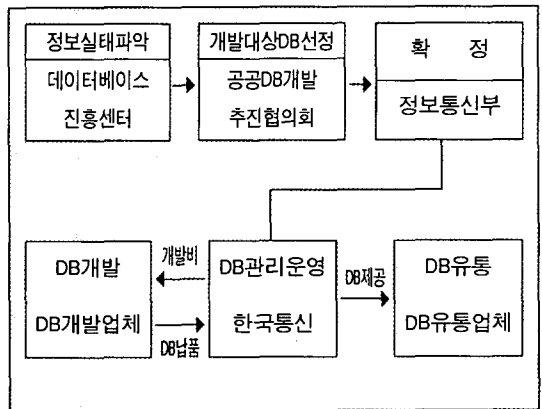 정보실태파악
데이터베이스
진흥센터
개발대상DB선정
공공DB개발
추진협의회
확 정
정보통신부
DB개발
DB개발업체
개발비
DB납품
DB관리운영
한국통신
DB제공
DB유통
DB유통업체